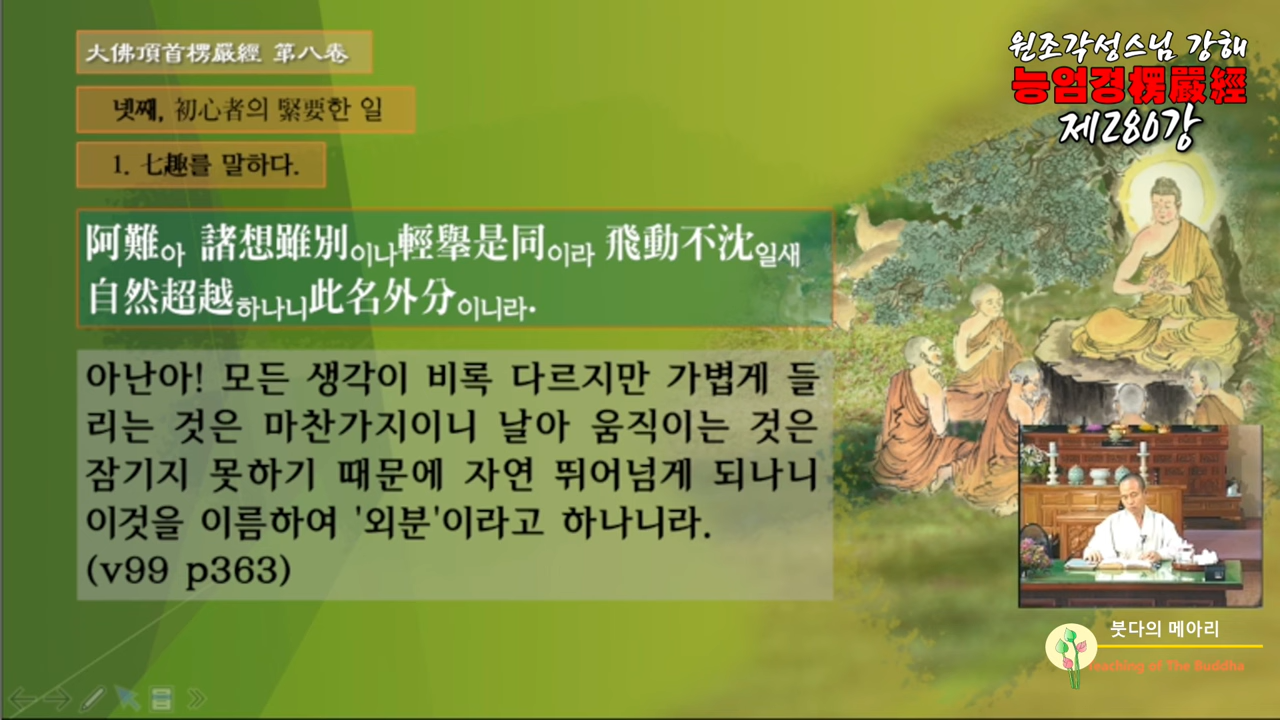 大佛頂首楞嚴經 第八卷
넷째, 初心者의 緊要한 일
1. 七趣를 말하다.
阿難아 諸想雖別이나輕擧是同이라 飛動不沈일새
自然超越하나니此名外分이니라.
아난아! 모든 생각이 비록 다르지만 가볍게 들
리는 것은 마찬가지이니 날아 움직이는 것은
잠기지 못하기 때문에 자연 뛰어넘게 되나니
이것을 이름하여 '외분'이라고 하나니라.
(v99 p363)
원조각성스님 강해
능엄경楞嚴經
제280강
붓다의 메아리
Teaching of The Buddha